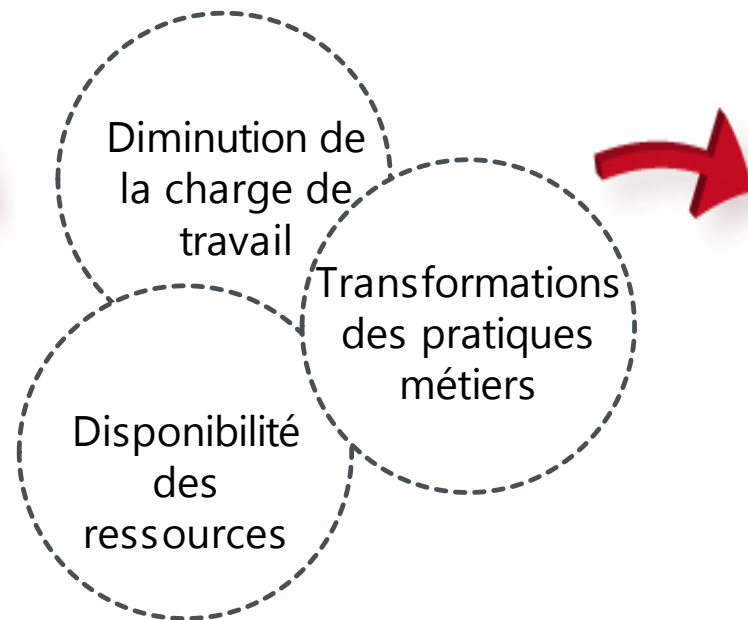 Diminution de
la charge de
travail
Transformations
des pratiques
métiers
Disponibilité
des
ressources